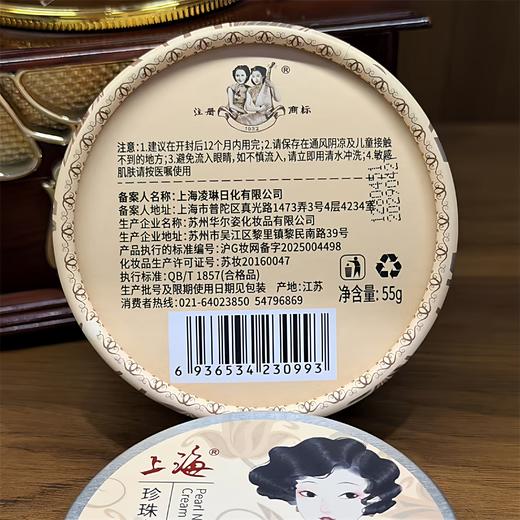 ®
注册 商标
1932
注意:1.建议在开封后12个月内用完;2.请保存在通风阴凉及儿童接触
不到的地方;3.避免流入眼睛,如不慎流入,请立即用清水冲洗;4.敏感
肌肤请按医嘱使用
备案人名称:上海凌琳日化有限公司
备案人地址:上海市普陀区真光路1473弄3号4层4234室
生产企业名称:苏州华尔姿化妆品有限公司
生产企业地址:苏州市吴江区黎里镇黎民南路39号
产品执行的标准编号:沪G妆网备字2025004498
化妆品生产许可证号:苏妆20160047
执行标准:QB/T 1857(合格品)
生产批号及限期使用日期见包装 产地:江苏
消费者热线:021-64023850 54796869
净含量:55g
6 936534 230993
上海®
珍珠
Pearl
Cream